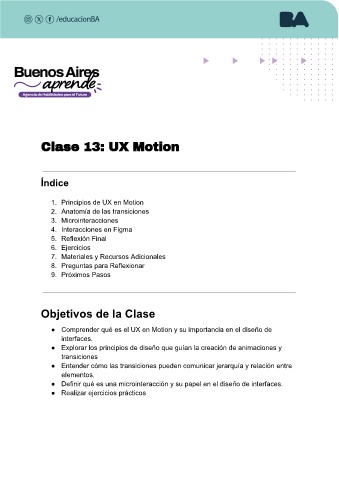 /educacionBA
BA
Buenos Aires
aprende
Agencia de Habilidades para el Futuro
Clase 13: UX Motion
Índice
1. Principios de UX en Motion
2. Anatomía de las transiciones
3. Microinteracciones
4. Interacciones en Figma
5. Reflexión Final
6. Ejercicios
7. Materiales y Recursos Adicionales
8. Preguntas para Reflexionar
9. Próximos Pasos
Objetivos de la Clase
● Comprender qué es el UX en Motion y su importancia en el diseño de
interfaces.
● Explorar los principios de diseño que guían la creación de animaciones y
transiciones
● Entender cómo las transiciones pueden comunicar jerarquía y relación entre
elementos.
● Definir qué es una microinteracción y su papel en el diseño de interfaces.
● Realizar ejercicios prácticos